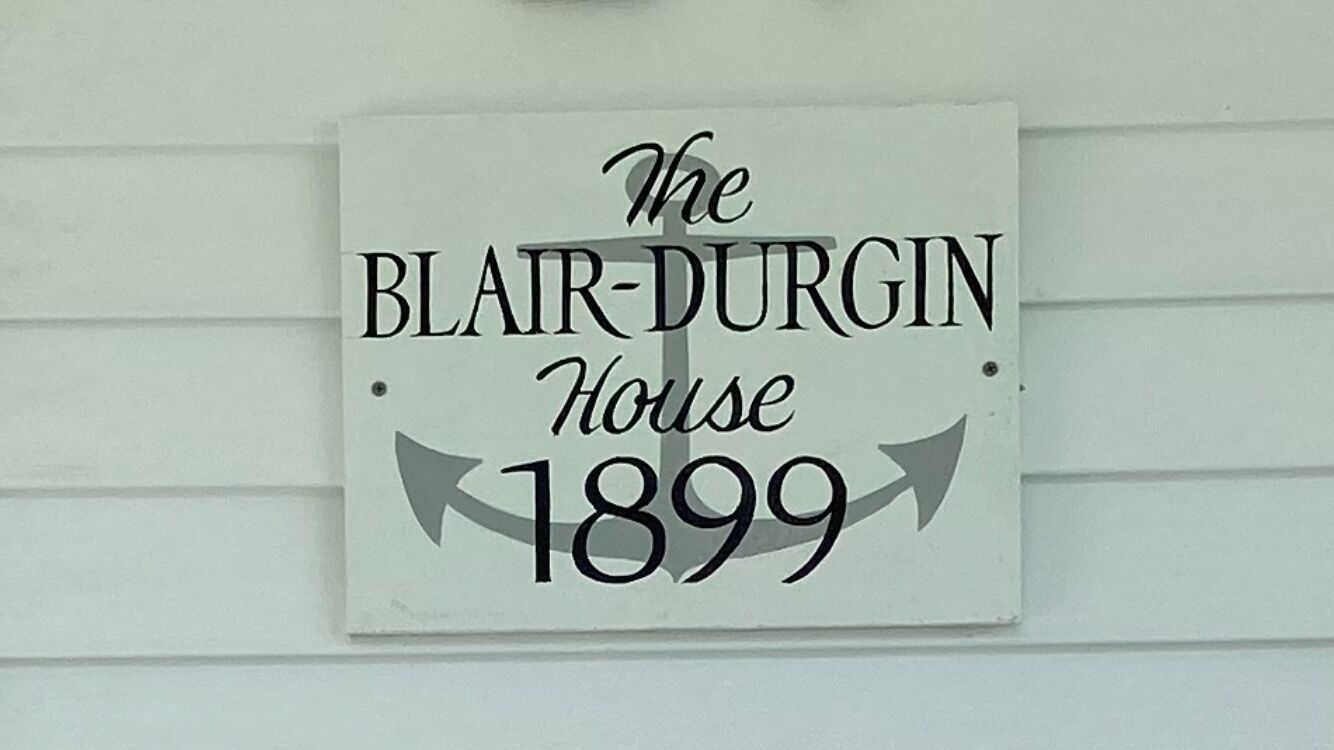 The
BLAIR-DURGIN
House
1899